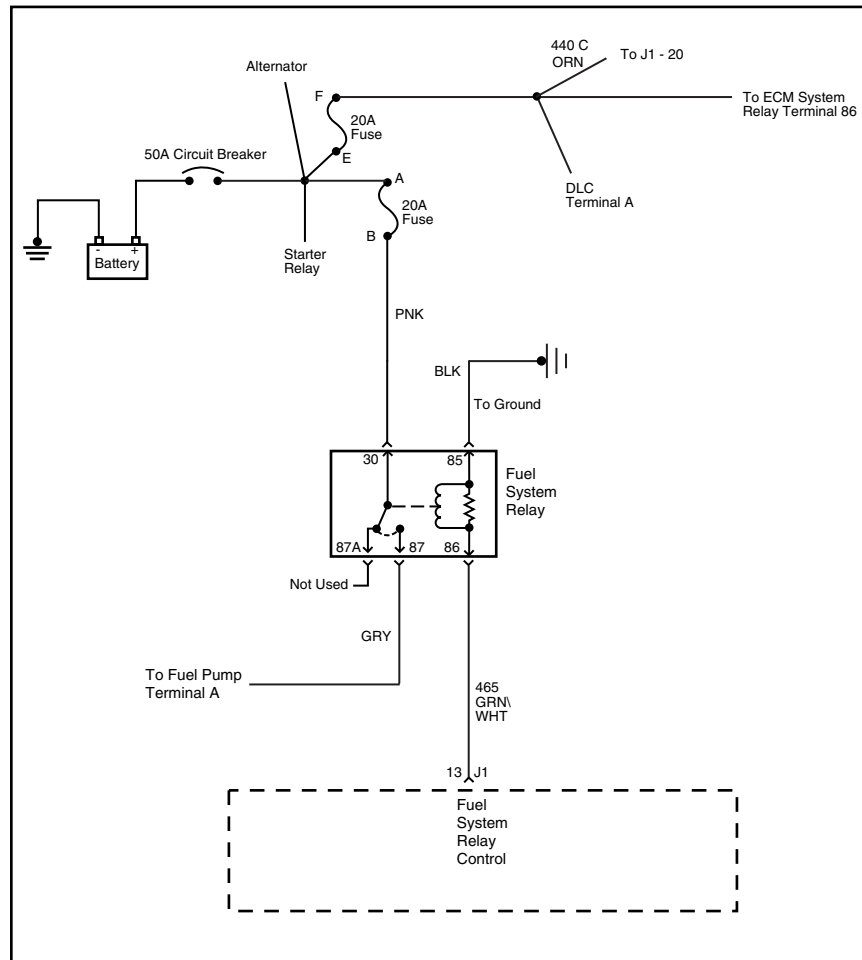 440 C
ORN
To J1 - 20
Alternator
F
20A
Fuse
To ECM System
Relay Terminal 86
E
50A Circuit Breaker
A
20A
Fuse
DLC
Terminal A
B
Starter
Relay
- +
Battery
PNK
BLK
To Ground
30
85
Fuel
System
Relay
87A
87
86
Not Used
GRY
To Fuel Pump
Terminal A
465
GRN\
WHT
13
J1
Fuel
System
Relay
Control